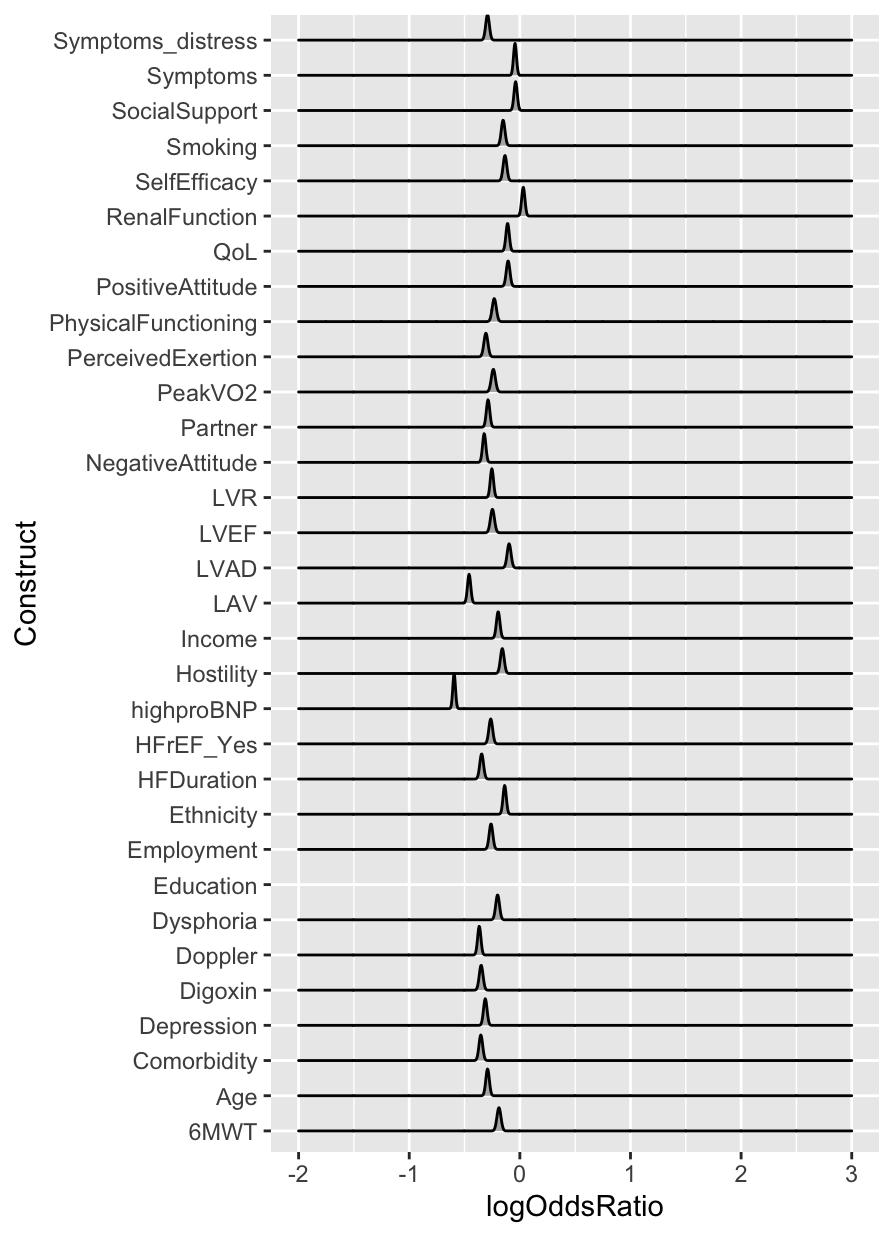 Symptoms_distress
Symptoms
SocialSupport
Smoking
SelfEfficacy
RenalFunction
QoL
PositiveAttitude
PhysicalFunctioning
PerceivedExertion
PeakVO2
Partner
NegativeAttitude
LVR
LVEF
LVAD
LAV
Income
Hostility
highproBNP
HFrEF_Yes
HFDuration
Ethnicity
Employment
Education
Dysphoria
Doppler
Digoxin
Depression
Comorbidity
Age
6MWT
Construct
-2 -1 0 1 2 3
logOddsRatio